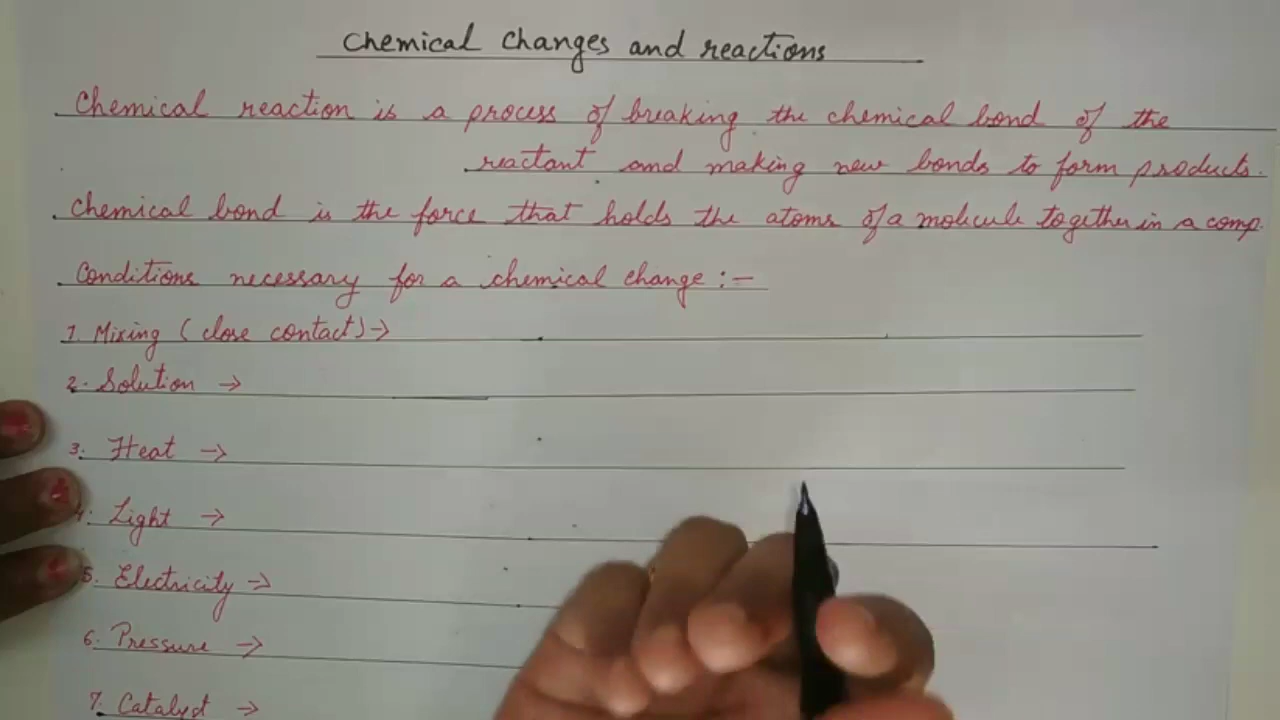 Chemical changes and reactions
Chemical reaction is a process of breaking the chemical bond of the
reactant and making new bonds to form products.
Chemical bond is the force that holds the atoms of a molecule together in a comp.
Conditions necessary for a chemical change :-
1. Mixing (close contact) →
2. Solution →
3. Heat →
4. Light →
5. Electricity →
6. Pressure →
7. Catalyst →